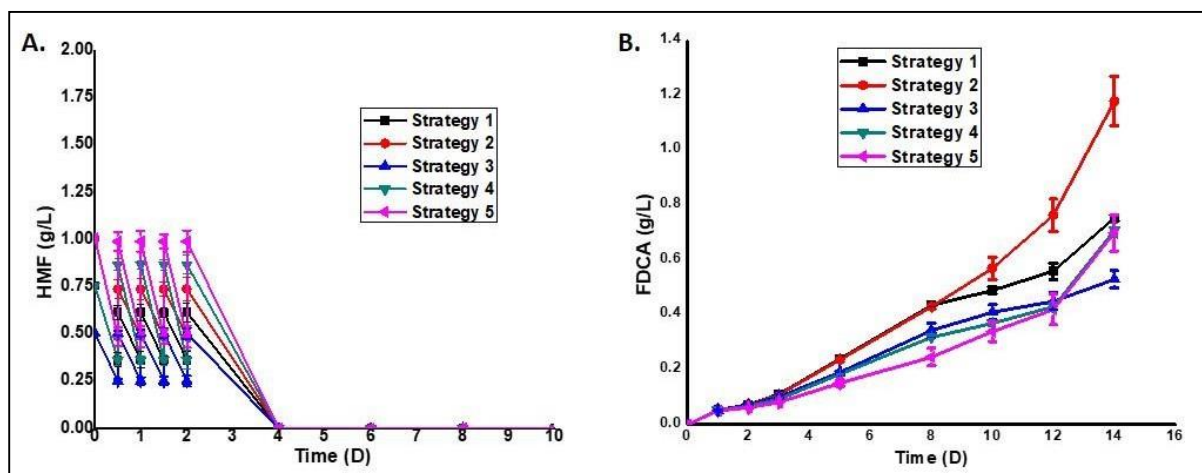 A.
2.00
1.75
1.50
1.25
1.00
0.75
0.50
0.25
0.00
HMF (g/L)
Strategy 1
Strategy 2
Strategy 3
Strategy 4
Strategy 5
0 1 2 3 4 5 6 7 8 9 10
Time (D)
B.
1.4
1.2
1.0
0.8
0.6
0.4
0.2
0.0
FDCA (g/L)
Strategy 1
Strategy 2
Strategy 3
Strategy 4
Strategy 5
0 2 4 6 8 10 12 14 16
Time (D)